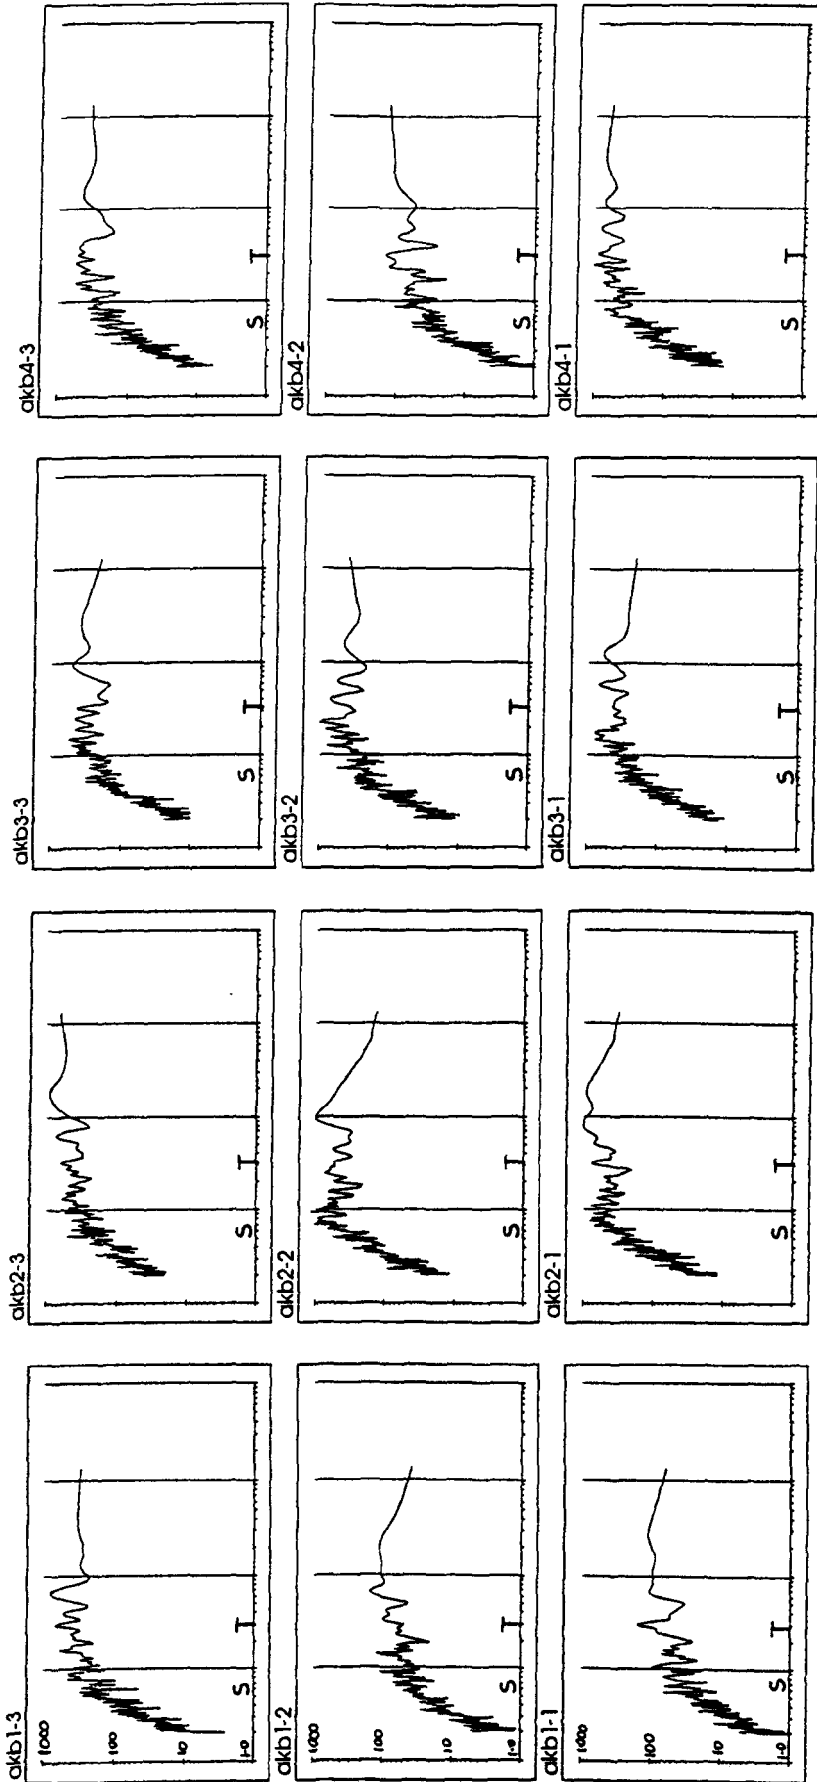 akb4-3
S T
akb4-2
S T
akb4-1
S T
akb3-3
S T
akb3-2
S T
akb3-1
S T
akb2-3
S T
akb2-2
S T
akb2-1
S T
akb1-3
1000
100
10
1.0
S T
akb1-2
1000
100
10
1.0
S T
akb1-1
1000
100
10
1.0
S T